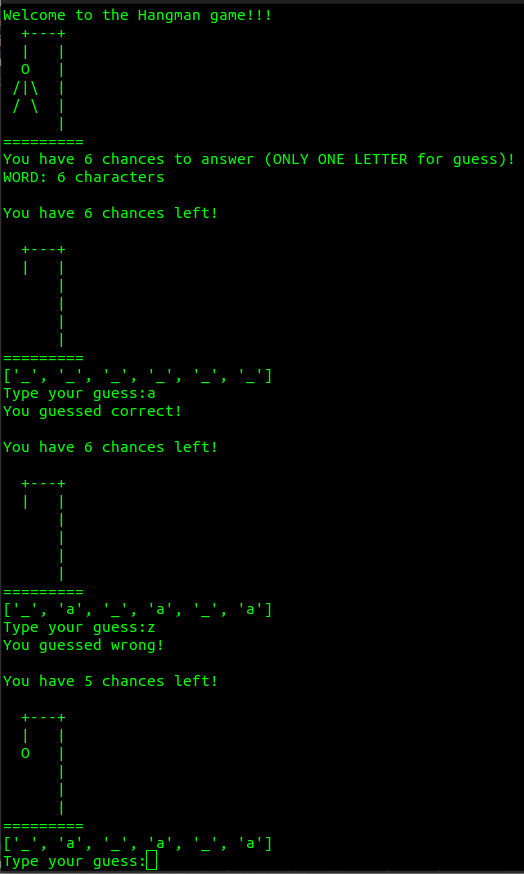 Welcome to the Hangman game!!!
  +---+
  |   |
  O   |
 /|\  |
 / \  |
      |
=========
You have 6 chances to answer (ONLY ONE LETTER for guess)!
WORD: 6 characters

You have 6 chances left!

  +---+
  |   |
      |
      |
      |
      |
=========
['_', '_', '_', '_', '_', '_']
Type your guess:a
You guessed correct!

You have 6 chances left!

  +---+
  |   |
      |
      |
      |
      |
=========
['_', 'a', '_', 'a', '_', 'a']
Type your guess:z
You guessed wrong!

You have 5 chances left!

  +---+
  |   |
  O   |
      |
      |
      |
=========
['_', 'a', '_', 'a', '_', 'a']
Type your guess: